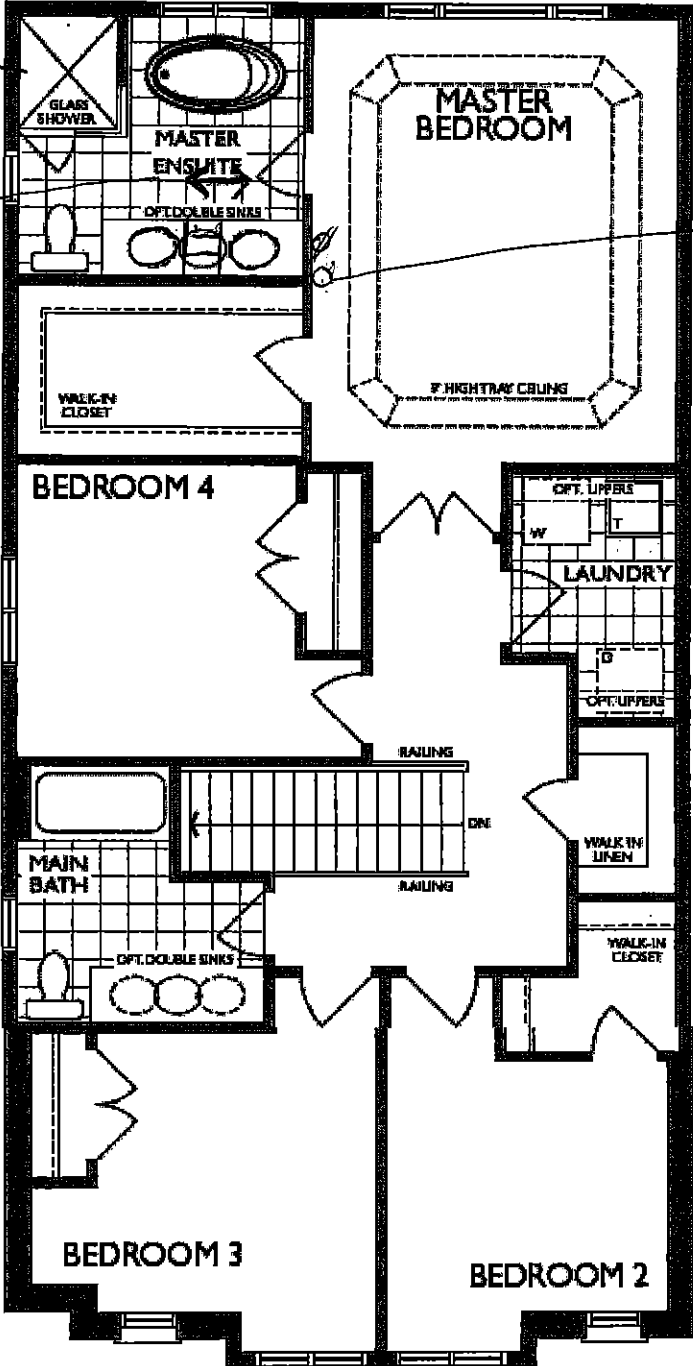 GLASS
SHOWER
MASTER
ENSUITE
OPT. DOUBLE SINKS
MASTER
BEDROOM
9' HIGH TRAY CEILING
WALK-IN
CLOSET
BEDROOM 4
OPT. UPPERS
W
T
LAUNDRY
D
OPT. UPPERS
RAILING
DN
RAILING
WALK IN
LINEN
MAIN
BATH
OPT. DOUBLE SINKS
WALK-IN
CLOSET
BEDROOM 3
BEDROOM 2